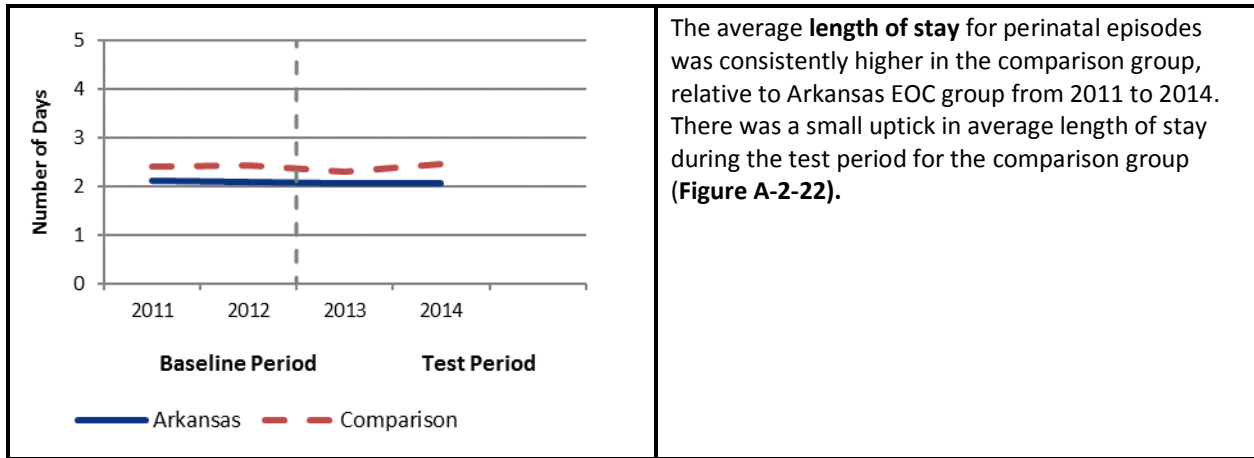 5
4
3
2
1
0
Number of Days
2011 2012 2013 2014
Baseline Period Test Period
Arkansas Comparison
The average length of stay for perinatal episodes
was consistently higher in the comparison group,
relative to Arkansas EOC group from 2011 to 2014.
There was a small uptick in average length of stay
during the test period for the comparison group
(Figure A-2-22).